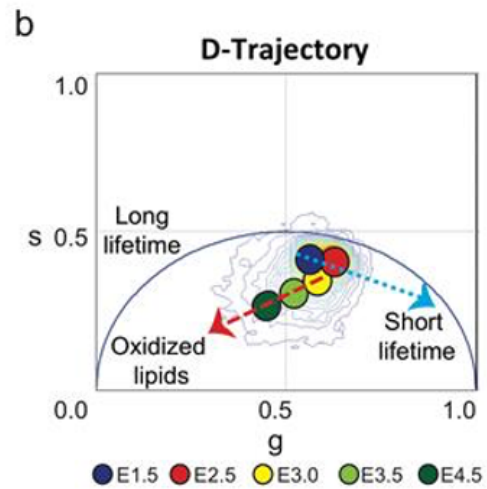 b
D-Trajectory
1.0
Long
lifetime
s 0.5
Short
lifetime
Oxidized
lipids
0.0 0.5 1.0
g
E1.5 E2.5 E3.0 E3.5 E4.5